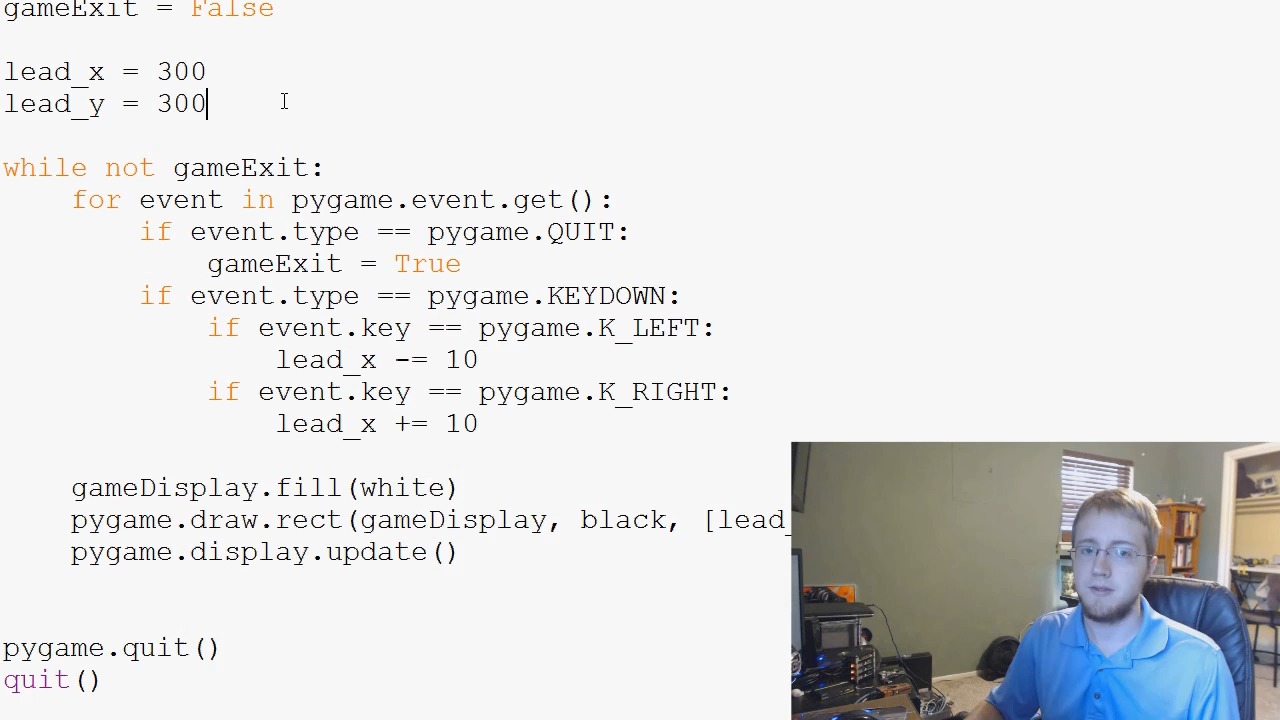 gameExit = False
lead_x = 300
lead_y = 300
while not gameExit:
for event in pygame.event.get():
if event.type == pygame.QUIT:
gameExit = True
if event.type == pygame.KEYDOWN:
if event.key == pygame.K_LEFT:
lead_x -= 10
if event.key == pygame.K_RIGHT:
lead_x += 10
gameDisplay.fill(white)
pygame.draw.rect(gameDisplay, black, [lead_
pygame.display.update()
pygame.quit()
quit()